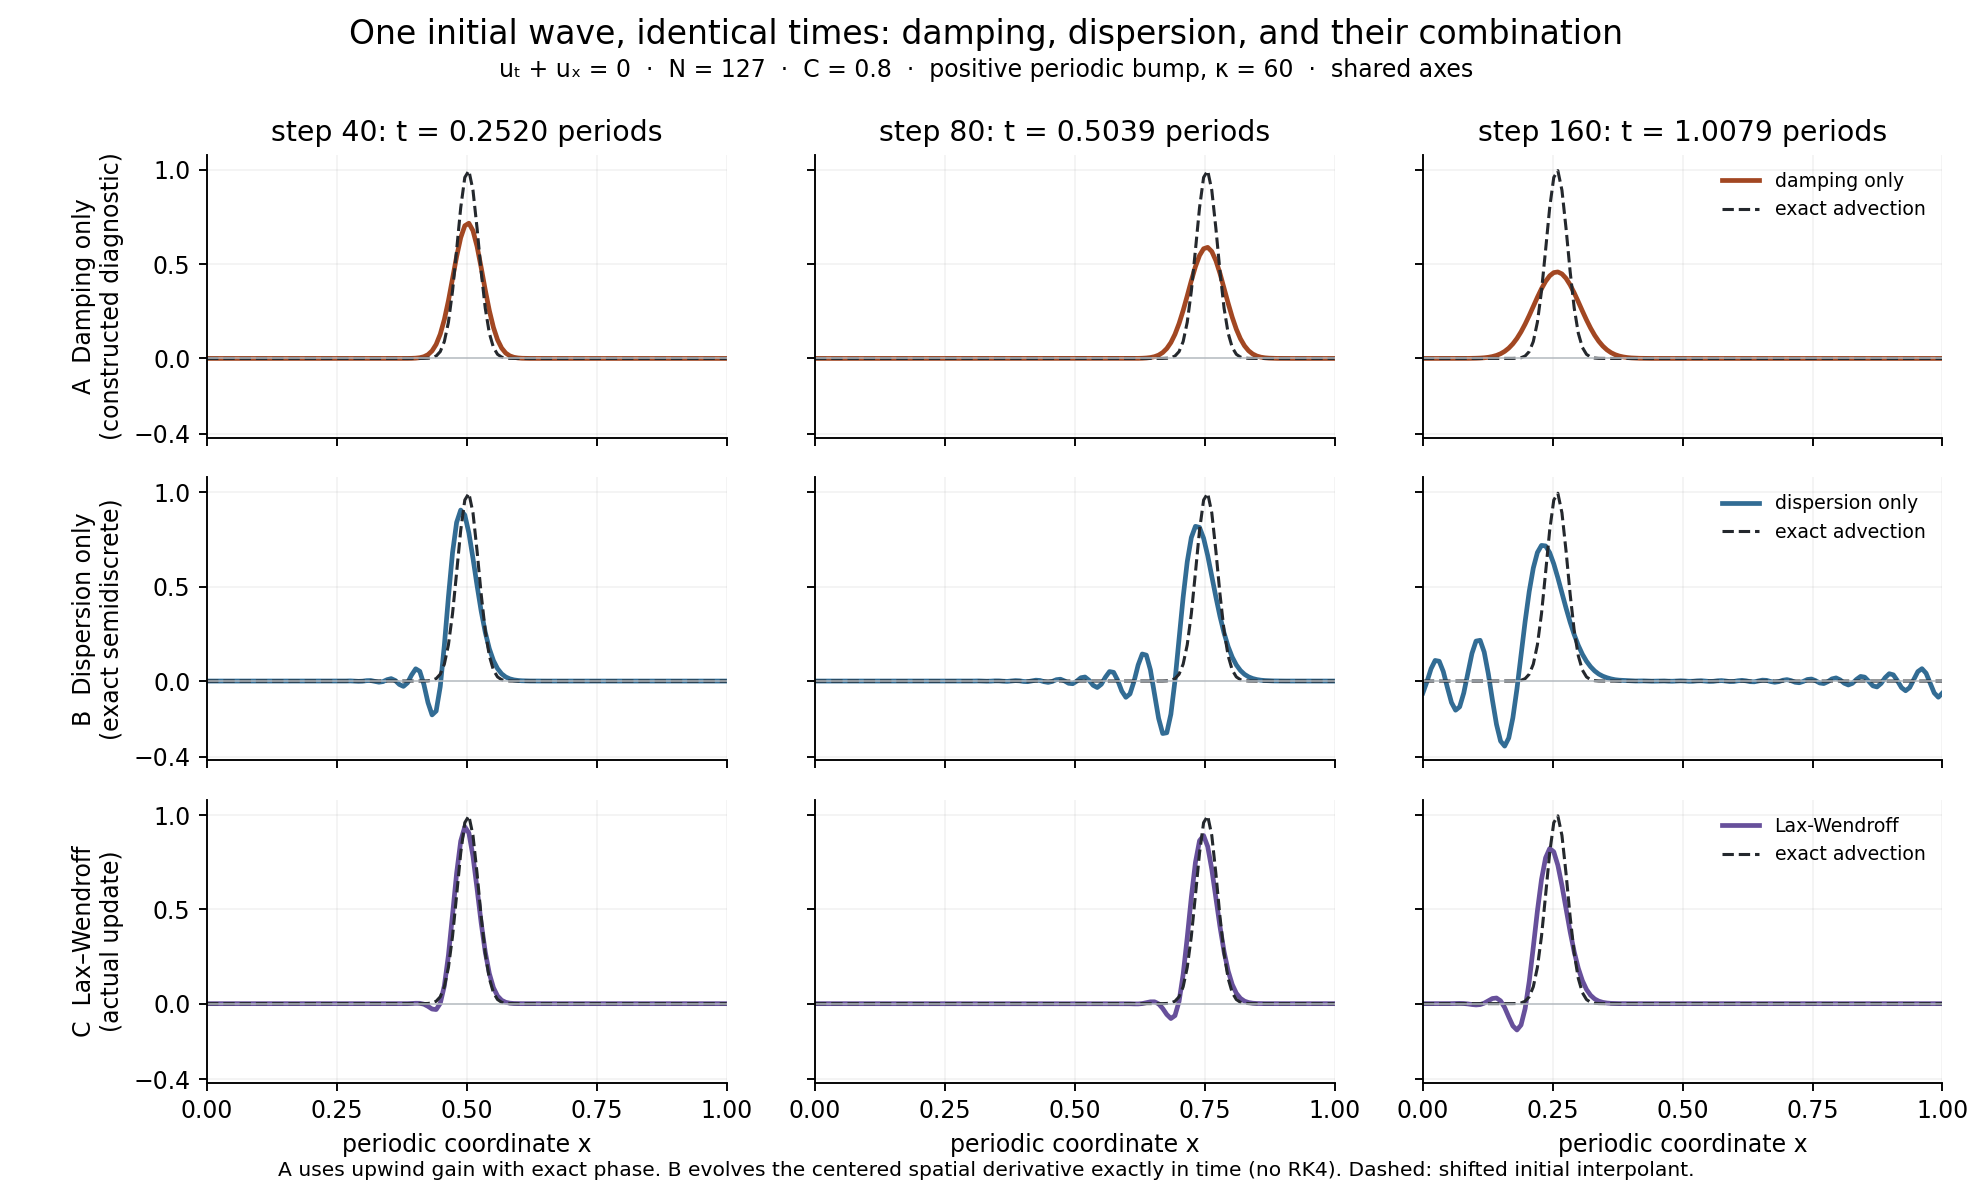 One initial wave, identical times: damping, dispersion, and their combination
uₜ + uₓ = 0 · N = 127 · C = 0.8 · positive periodic bump, κ = 60 · shared axes
step 40: t = 0.2520 periods
step 80: t = 0.5039 periods
step 160: t = 1.0079 periods
A Damping only
(constructed diagnostic)
1.0
0.5
0.0
−0.4
damping only
exact advection
B Dispersion only
(exact semidiscrete)
1.0
0.5
0.0
−0.4
dispersion only
exact advection
C Lax–Wendroff
(actual update)
1.0
0.5
0.0
−0.4
Lax-Wendroff
exact advection
0.00 0.25 0.50 0.75 1.00
0.00 0.25 0.50 0.75 1.00
0.00 0.25 0.50 0.75 1.00
periodic coordinate x
periodic coordinate x
periodic coordinate x
A uses upwind gain with exact phase. B evolves the centered spatial derivative exactly in time (no RK4). Dashed: shifted initial interpolant.